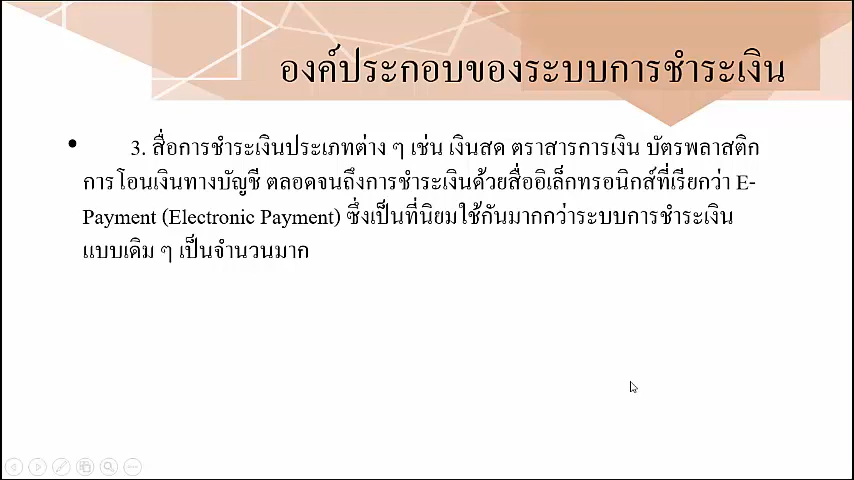 องค์ประกอบของระบบการชำระเงิน
• 3. สื่อการชำระเงินประเภทต่าง ๆ เช่น เงินสด ตราสารการเงิน บัตรพลาสติก
การโอนเงินทางบัญชี ตลอดจนถึงการชำระเงินด้วยสื่ออิเล็กทรอนิกส์ที่เรียกว่า E-
Payment (Electronic Payment) ซึ่งเป็นที่นิยมใช้กันมากกว่าระบบการชำระเงิน
แบบเดิม ๆ เป็นจำนวนมาก